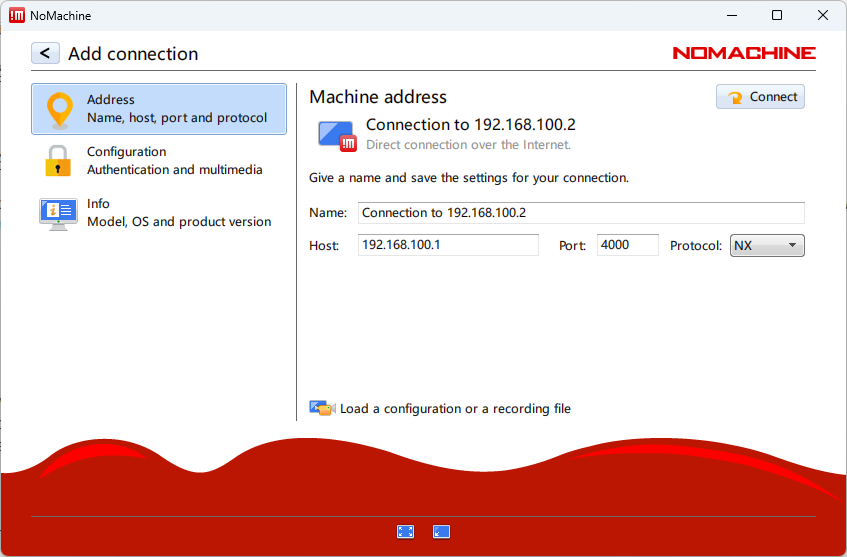 !M NoMachine
< Add connection
NOMACHINE
Address
Name, host, port and protocol
Configuration
Authentication and multimedia
Info
Model, OS and product version
Machine address
Connect
!M
Connection to 192.168.100.2
Direct connection over the Internet.
Give a name and save the settings for your connection.
Name: Connection to 192.168.100.2
Host: 192.168.100.1 Port: 4000 Protocol: NX
Load a configuration or a recording file